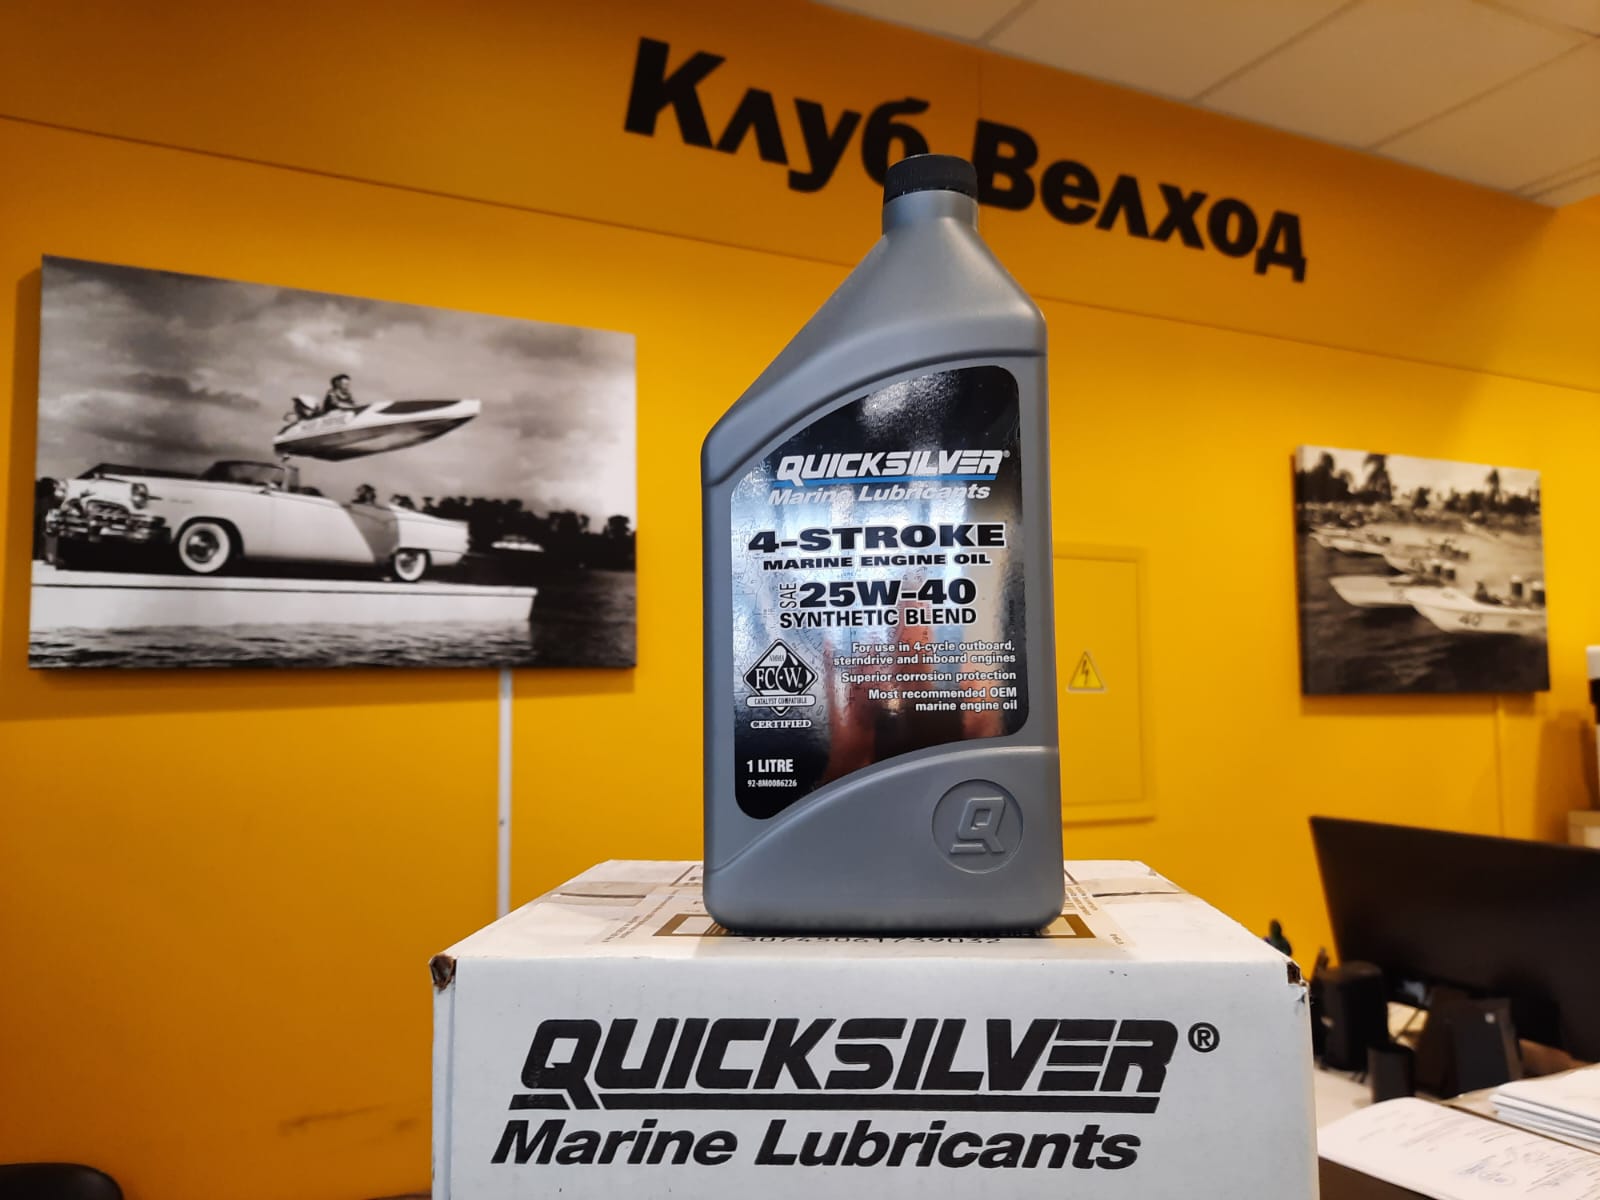 Клуб Велход
QUICKSILVER®
Marine Lubricants
4-STROKE
MARINE ENGINE OIL
SAE 25W-40
SYNTHETIC BLEND
For use in 4-cycle outboard,
sterndrive and inboard engines
Superior corrosion protection
Most recommended OEM
marine engine oil
NMMA
FC-W®
CATALYST COMPATIBLE
CERTIFIED
1 LITRE
92-8M0086226
Q
QUICKSILVER®
Marine Lubricants